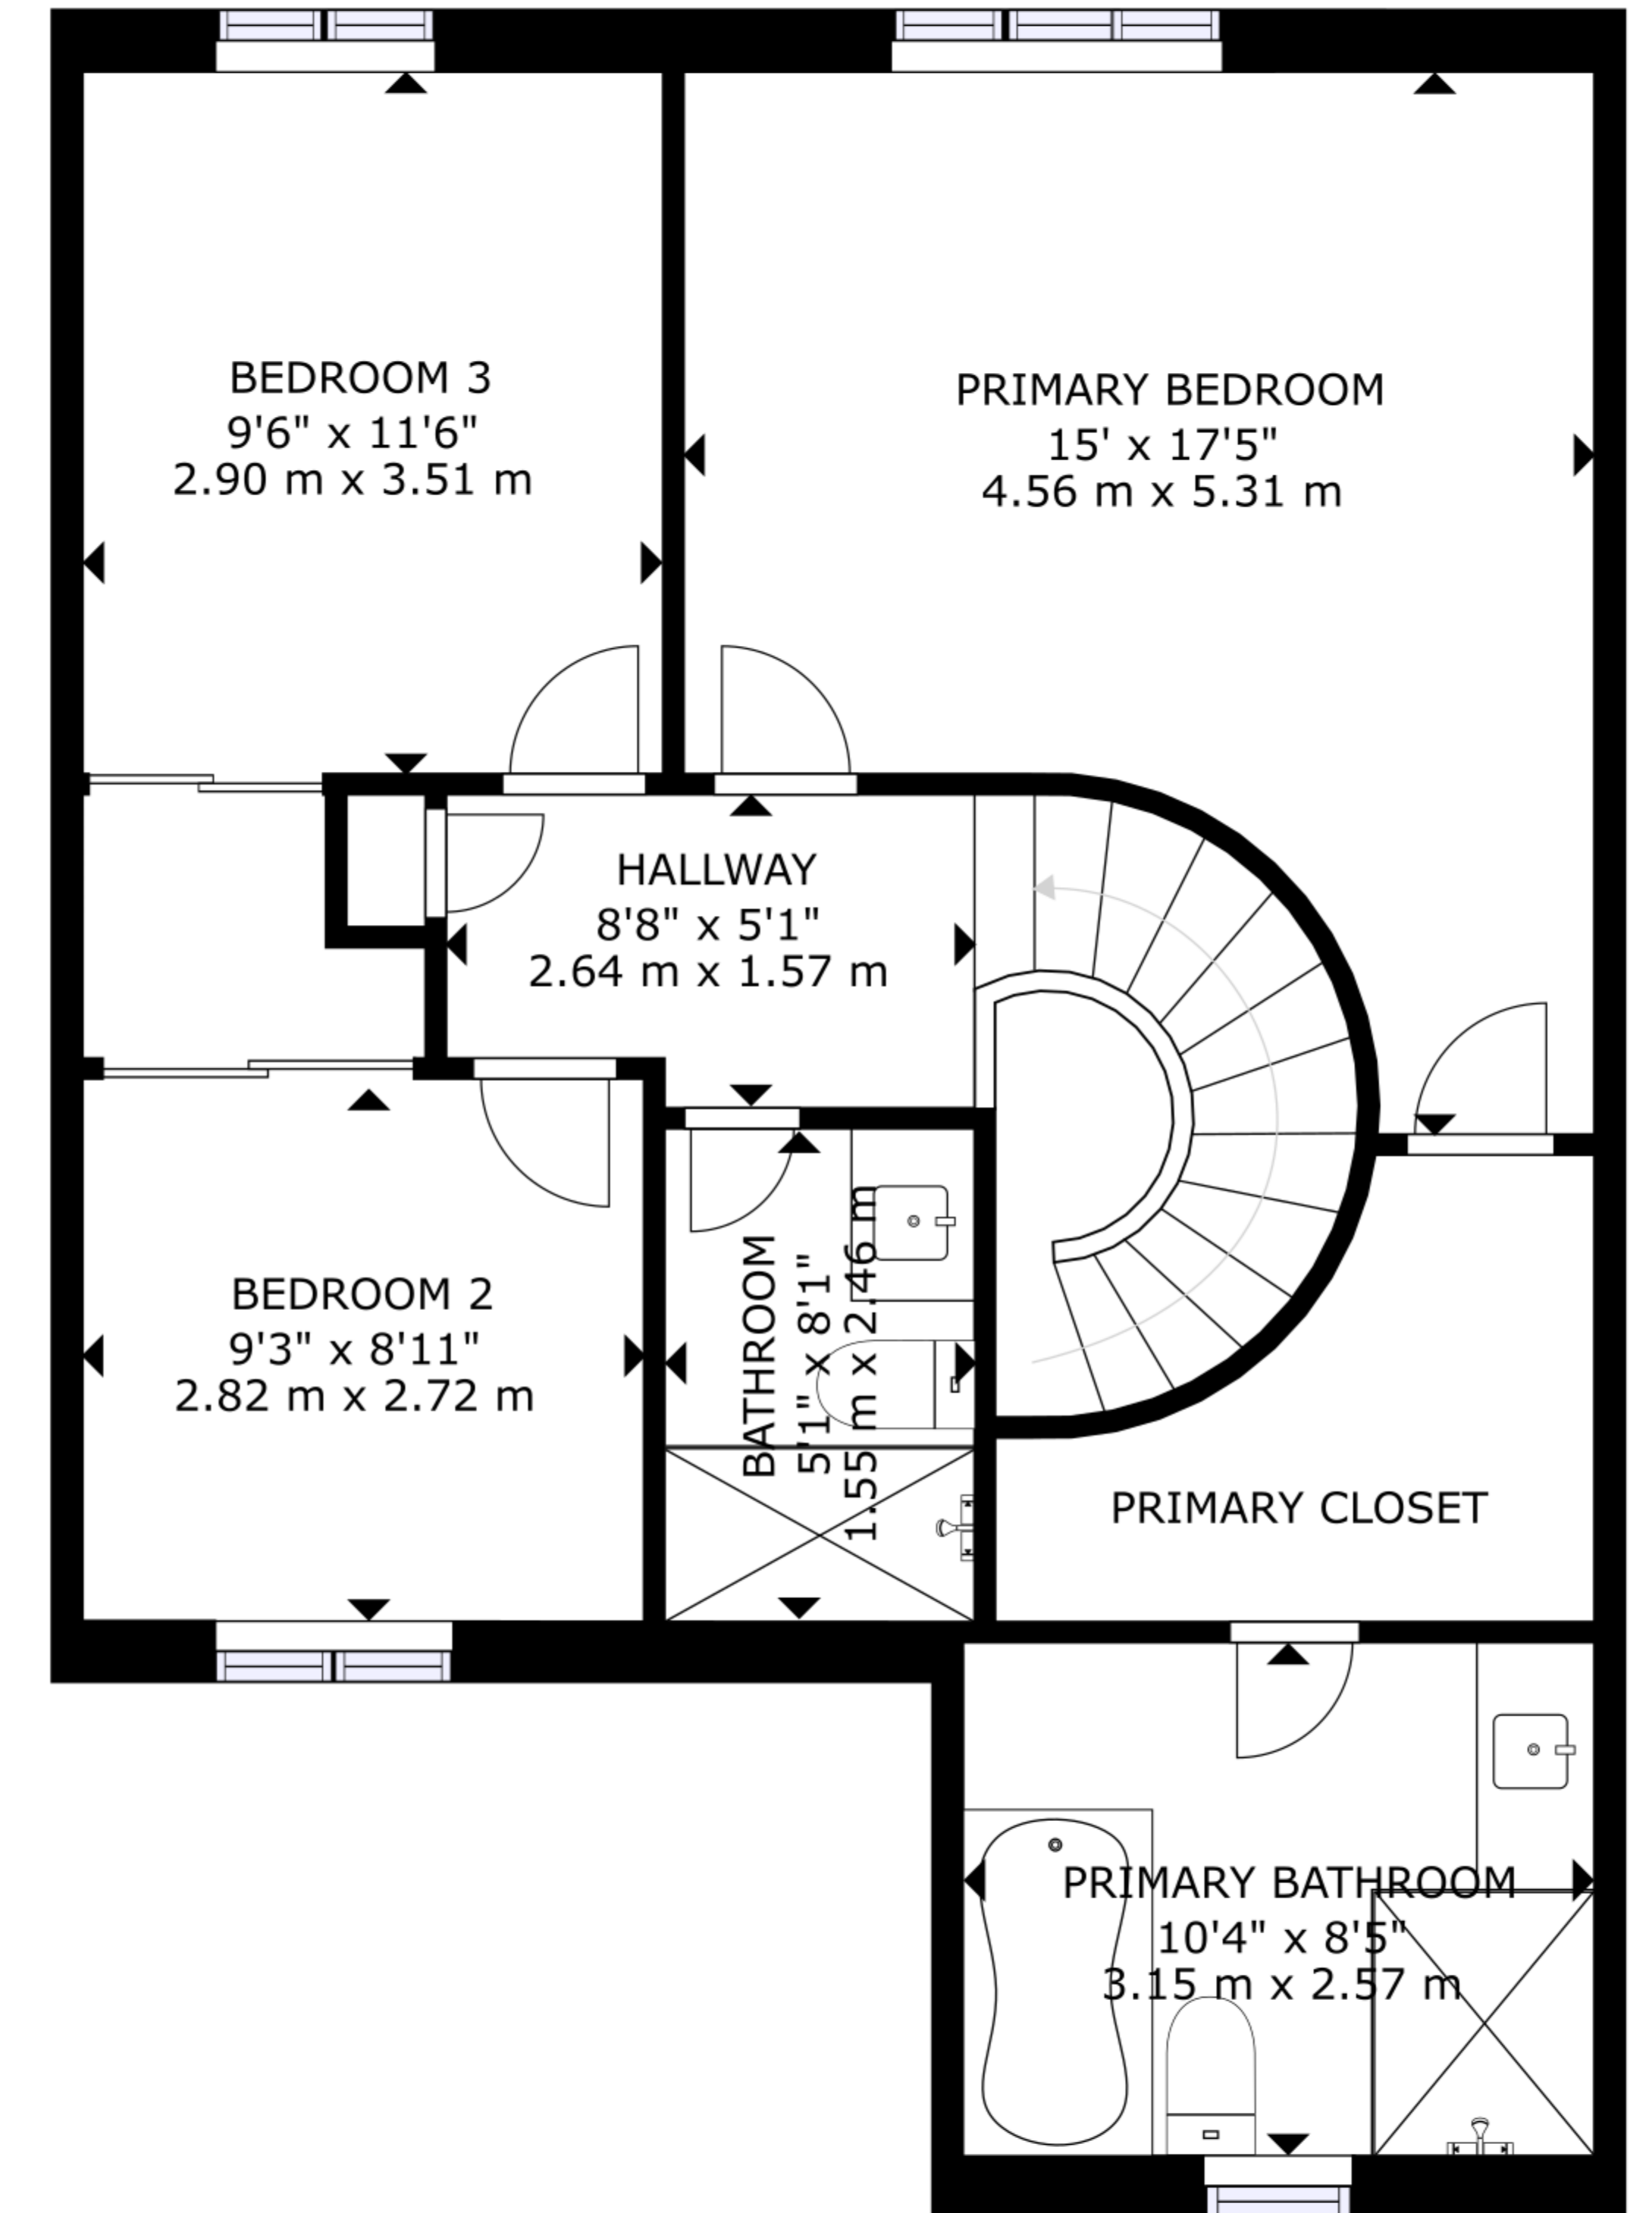 BEDROOM 3
9'6" x 11'6"
2.90 m x 3.51 m
PRIMARY BEDROOM
15' x 17'5"
4.56 m x 5.31 m
HALLWAY
8'8" x 5'1"
2.64 m x 1.57 m
BEDROOM 2
9'3" x 8'11"
2.82 m x 2.72 m
BATHROOM
5'1" x 8'1"
1.55 m x 2.46 m
PRIMARY CLOSET
PRIMARY BATHROOM
10'4" x 8'5"
3.15 m x 2.57 m